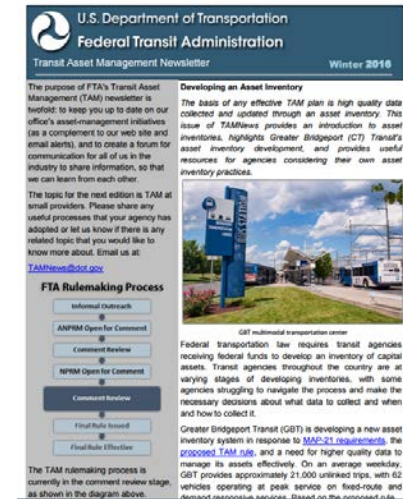 U.S. Department of Transportation
Federal Transit Administration
Transit Asset Management Newsletter
Winter 2016
The purpose of FTA's Transit Asset
Management (TAM) newsletter is
twofold: to keep you up to date on our
office's asset-management initiatives
(as a complement to our web site and
email alerts), and to create a forum for
communication for all of us in the
industry to share information, so that
we can learn from each other.
The topic for the next edition is TAM at
small providers. Please share any
useful processes that your agency has
adopted or let us know if there is any
related topic that you would like to
know more about. Email us at:
TAMNews@dot.gov
FTA Rulemaking Process
Informal Outreach
ANPRM Open for Comment
Comment Review
NPRM Open for Comment
Comment Review
Final Rule Issued
Final Rule Effective
The TAM rulemaking process is
currently in the comment review stage,
as shown in the diagram above.
Developing an Asset Inventory
The basis of any effective TAM plan is high quality data
collected and updated through an asset inventory. This
issue of TAMNews provides an introduction to asset
inventories, highlights Greater Bridgeport (CT) Transit's
asset inventory development, and provides useful
resources for agencies considering their own asset
inventory practices.
BUS STATION
GBT multimodal transportation center
Federal transportation law requires transit agencies
receiving federal funds to develop an inventory of capital
assets. Transit agencies throughout the country are at
varying stages of developing inventories, with some
agencies struggling to navigate the process and make the
necessary decisions about what data to collect and when
and how to collect it.
Greater Bridgeport Transit (GBT) is developing a new asset
inventory system in response to MAP-21 requirements, the
proposed TAM rule, and a need for higher quality data to
manage its assets effectively. On an average weekday,
GBT provides approximately 21,000 unlinked trips, with 62
vehicles operating at peak service on fixed-route and
demand responsive services. Based on the proposed rule,